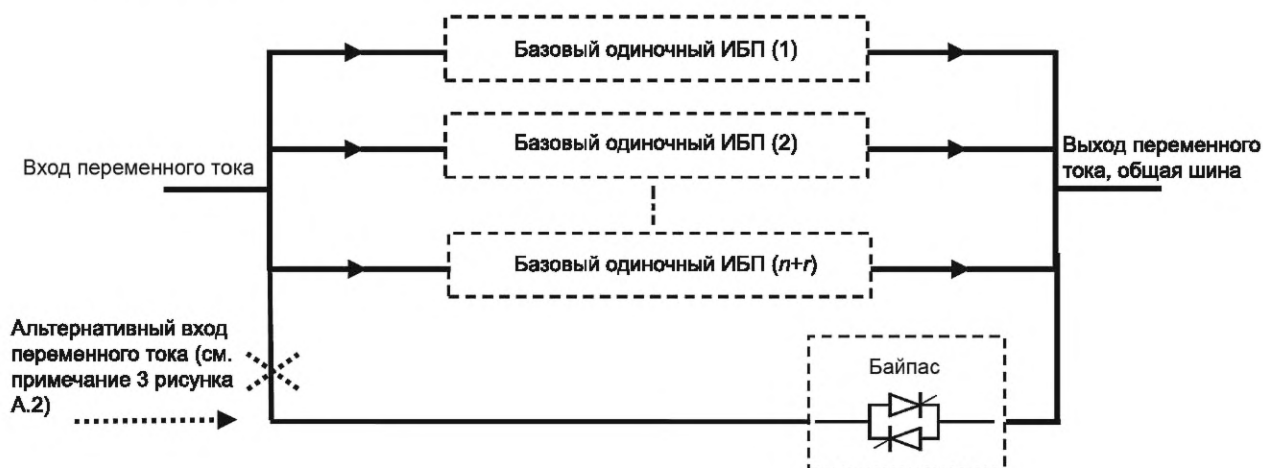 Базовый одиночный ИБП (1)
Базовый одиночный ИБП (2)
Вход переменного тока
Выход переменного
тока, общая шина
Базовый одиночный ИБП (n+r)
Альтернативный вход
переменного тока (см.
примечание 3 рисунка
А.2)
Байпас